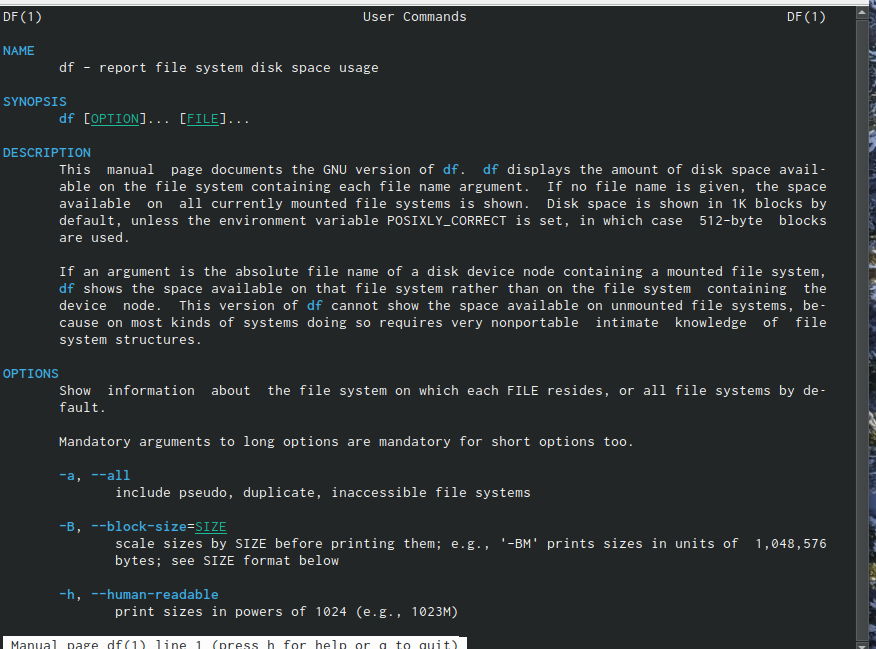 DF(1) User Commands DF(1)
NAME
df - report file system disk space usage
SYNOPSIS
df [OPTION]... [FILE]...
DESCRIPTION
This manual page documents the GNU version of df. df displays the amount of disk space avail-
able on the file system containing each file name argument. If no file name is given, the space
available on all currently mounted file systems is shown. Disk space is shown in 1K blocks by
default, unless the environment variable POSIXLY_CORRECT is set, in which case 512-byte blocks
are used.
If an argument is the absolute file name of a disk device node containing a mounted file system,
df shows the space available on that file system rather than on the file system containing the
device node. This version of df cannot show the space available on unmounted file systems, be-
cause on most kinds of systems doing so requires very nonportable intimate knowledge of file
system structures.
OPTIONS
Show information about the file system on which each FILE resides, or all file systems by de-
fault.
Mandatory arguments to long options are mandatory for short options too.
-a, --all
include pseudo, duplicate, inaccessible file systems
-B, --block-size=SIZE
scale sizes by SIZE before printing them; e.g., '-BM' prints sizes in units of 1,048,576
bytes; see SIZE format below
-h, --human-readable
print sizes in powers of 1024 (e.g., 1023M)
Manual page df(1) line 1 (press h for help or q to quit)